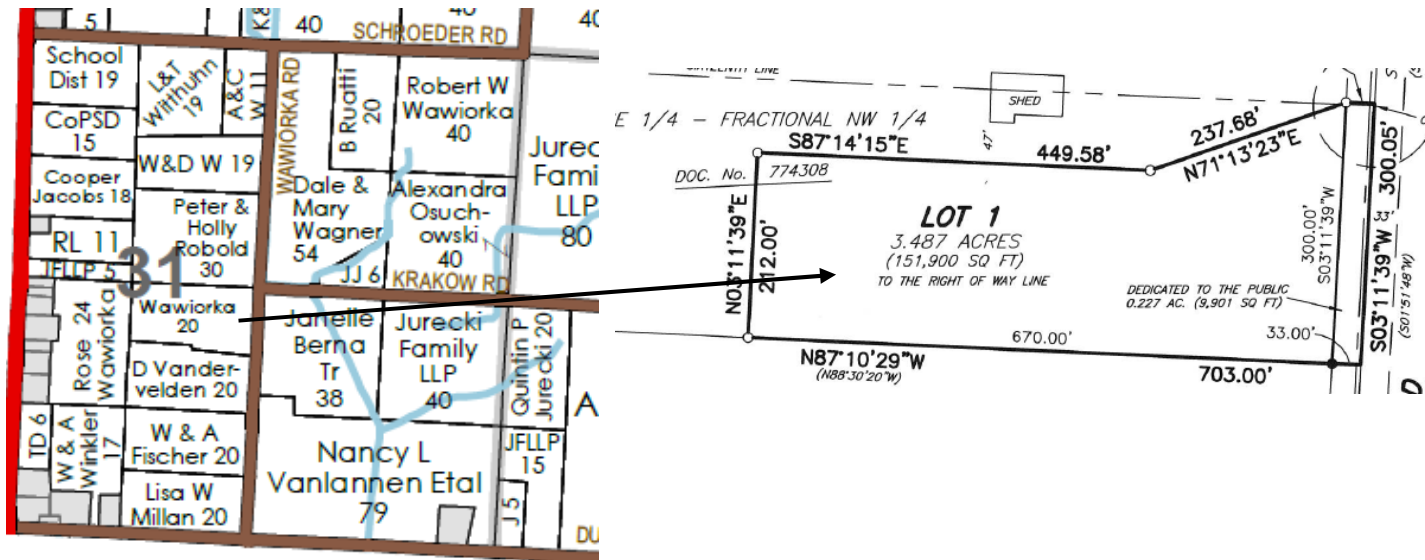 5
K&
40
40
SCHROEDER RD
40
School
Dist 19
L&T
Witthuhn
19
A&C
W 11
WAWIORKA RD
B Ruatti
20
Robert W
Wawiorka
40
CoPSD
15
W&D W 19
Cooper
Jacobs 18
Jurec
Fami
LLP
80
Peter &
Holly
Robold
30
Dale &
Mary
Wagner
54
Alexandra
Osuch-
owski
40
RL 11
31
JFLLP 5
JJ 6
KRAKOW RD
Rose 24
Wawiorka
Wawiorka
20
Janelle
Berna
Tr
38
Jurecki
Family
LLP
40
Quintin P
Jurecki 20
D Vander-
velden 20
A
TD 6
W & A
Winkler
17
W & A
Fischer 20
Nancy L
Vanlannen Etal
79
JFLLP
15
J 5
Lisa W
Millan 20
DU
SIXTEENTH LINE
SHED
E 1/4 - FRACTIONAL NW 1/4
47'
S87°14'15"E
449.58'
237.68'
N71°13'23"E
DOC. No. 774308
N03°11'39"E
212.00'
LOT 1
3.487 ACRES
(151,900 SQ FT)
TO THE RIGHT OF WAY LINE
300.00'
S03°11'39"W
300.05'
33'
S03°11'39"W
(S01°51'48"W)
DEDICATED TO THE PUBLIC
0.227 AC. (9,901 SQ FT)
670.00'
33.00'
N87°10'29"W
(N88°30'20"W)
703.00'
D